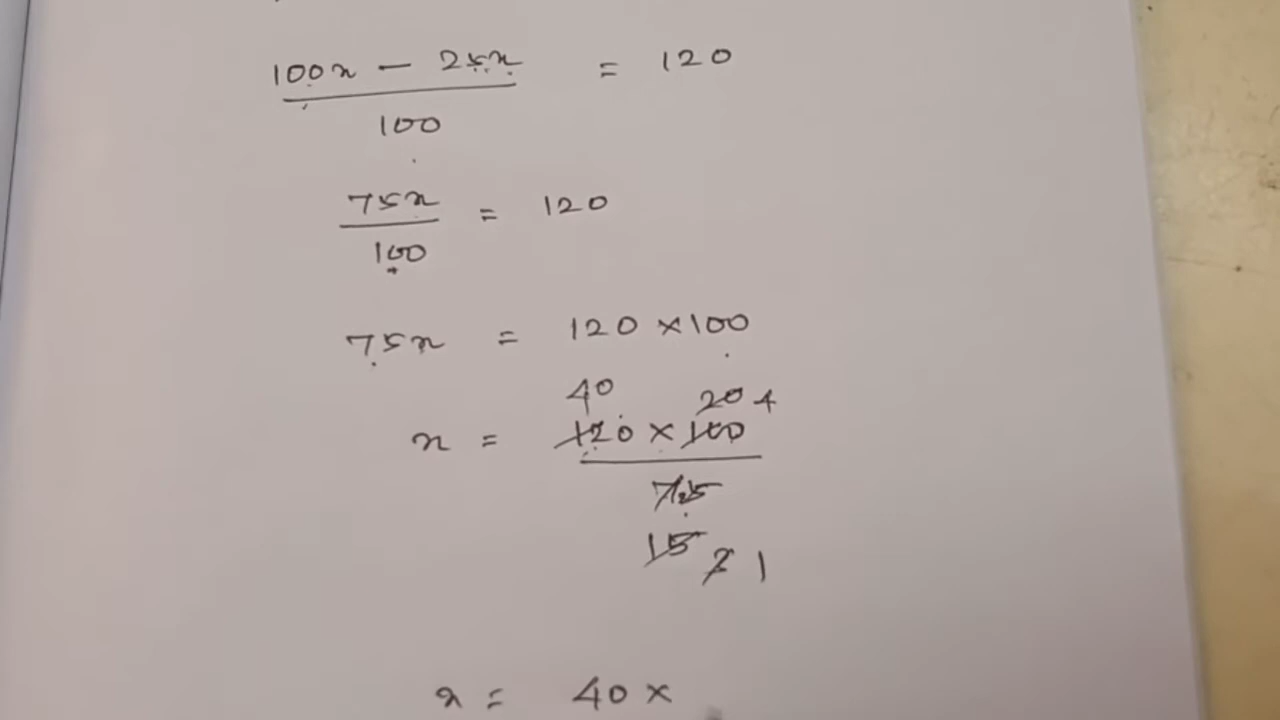 100x - 25x = 120
100
75x = 120
100
75x = 120 × 100
40 20 4
x = 120 × 100
75
15 3 1
x = 40 ×